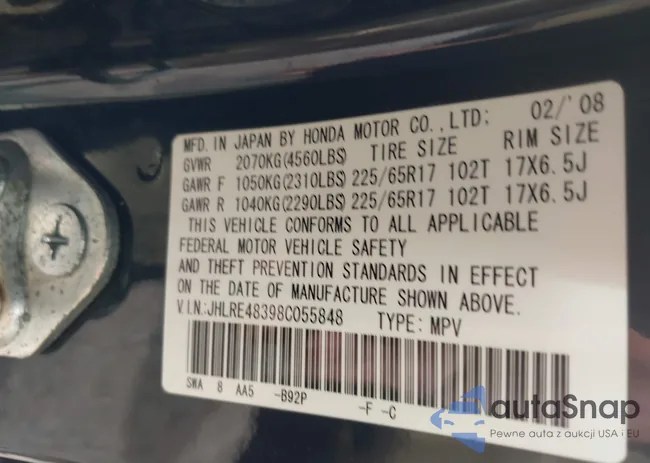 MFD. IN JAPAN BY HONDA MOTOR CO.,LTD: 02/'08
GVWR 2070KG(4560LBS) TIRE SIZE RIM SIZE
GAWR F 1050KG(2310LBS) 225/65R17 102T 17X6.5J
GAWR R 1040KG(2290LBS) 225/65R17 102T 17X6.5J
THIS VEHICLE CONFORMS TO ALL APPLICABLE
FEDERAL MOTOR VEHICLE SAFETY
AND THEFT PREVENTION STANDARDS IN EFFECT
ON THE DATE OF MANUFACTURE SHOWN ABOVE.
V.I.N:JHLRE48398C055848 TYPE: MPV
SWA 8 AA5 -B92P -F -C
autaSnap
Pewne auta z aukcji USA i EU